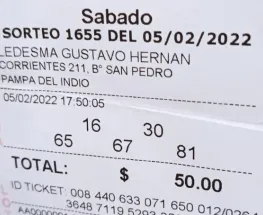 Sabado
SORTEO 1655 DEL 05/02/2022
LEDESMA GUSTAVO HERNAN
CORRIENTES 211, B° SAN PEDRO
PAMPA DEL INDIO
05/02/2022 17:50:05
16 30
65 67 81
TOTAL: $ 50.00
ID TICKET: 008 440 633 071 650 012/026
3648 7119 5293